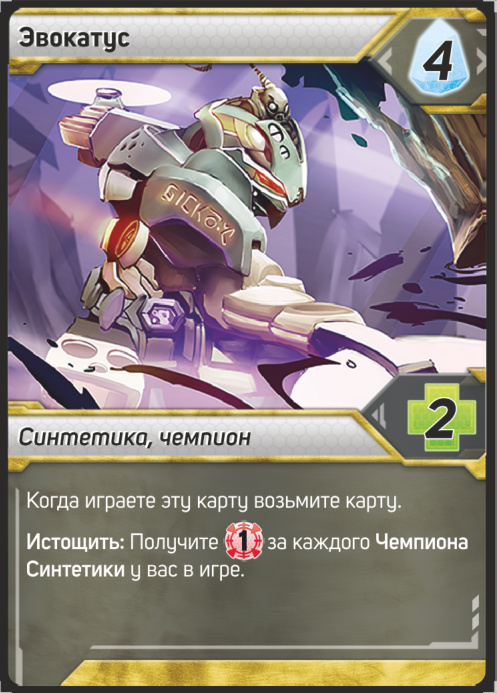 Эвокатус
4
SICKOX
2
Синтетика, чемпион
Когда играете эту карту возьмите карту.
Истощить: Получите 1 за каждого Чемпиона
Синтетики у вас в игре.